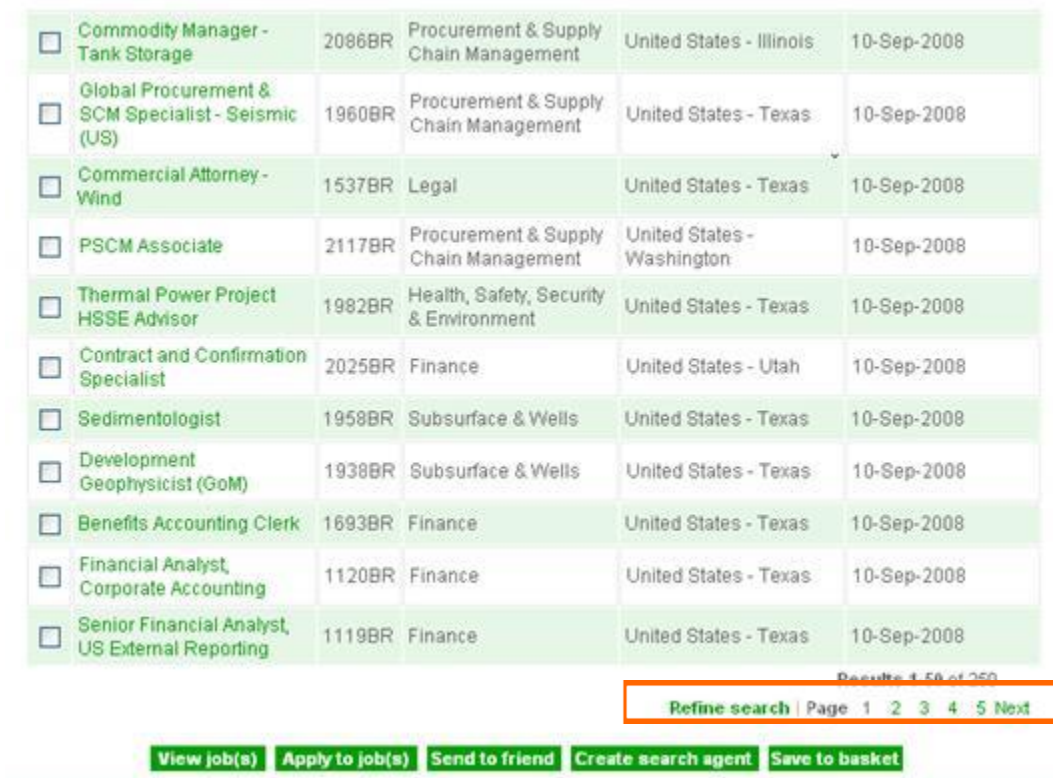 Commodity Manager - Tank Storage 2086BR Procurement & Supply Chain Management United States - Illinois 10-Sep-2008
Global Procurement & SCM Specialist - Seismic (US) 1960BR Procurement & Supply Chain Management United States - Texas 10-Sep-2008
Commercial Attorney - Wind 1537BR Legal United States - Texas 10-Sep-2008
PSCM Associate 2117BR Procurement & Supply Chain Management United States - Washington 10-Sep-2008
Thermal Power Project HSSE Advisor 1982BR Health, Safety, Security & Environment United States - Texas 10-Sep-2008
Contract and Confirmation Specialist 2025BR Finance United States - Utah 10-Sep-2008
Sedimentologist 1958BR Subsurface & Wells United States - Texas 10-Sep-2008
Development Geophysicist (GoM) 1938BR Subsurface & Wells United States - Texas 10-Sep-2008
Benefits Accounting Clerk 1693BR Finance United States - Texas 10-Sep-2008
Financial Analyst, Corporate Accounting 1120BR Finance United States - Texas 10-Sep-2008
Senior Financial Analyst, US External Reporting 1119BR Finance United States - Texas 10-Sep-2008
Results 1-50 of
Refine search | Page 1 2 3 4 5 Next
View job(s) Apply to job(s) Send to friend Create search agent Save to basket